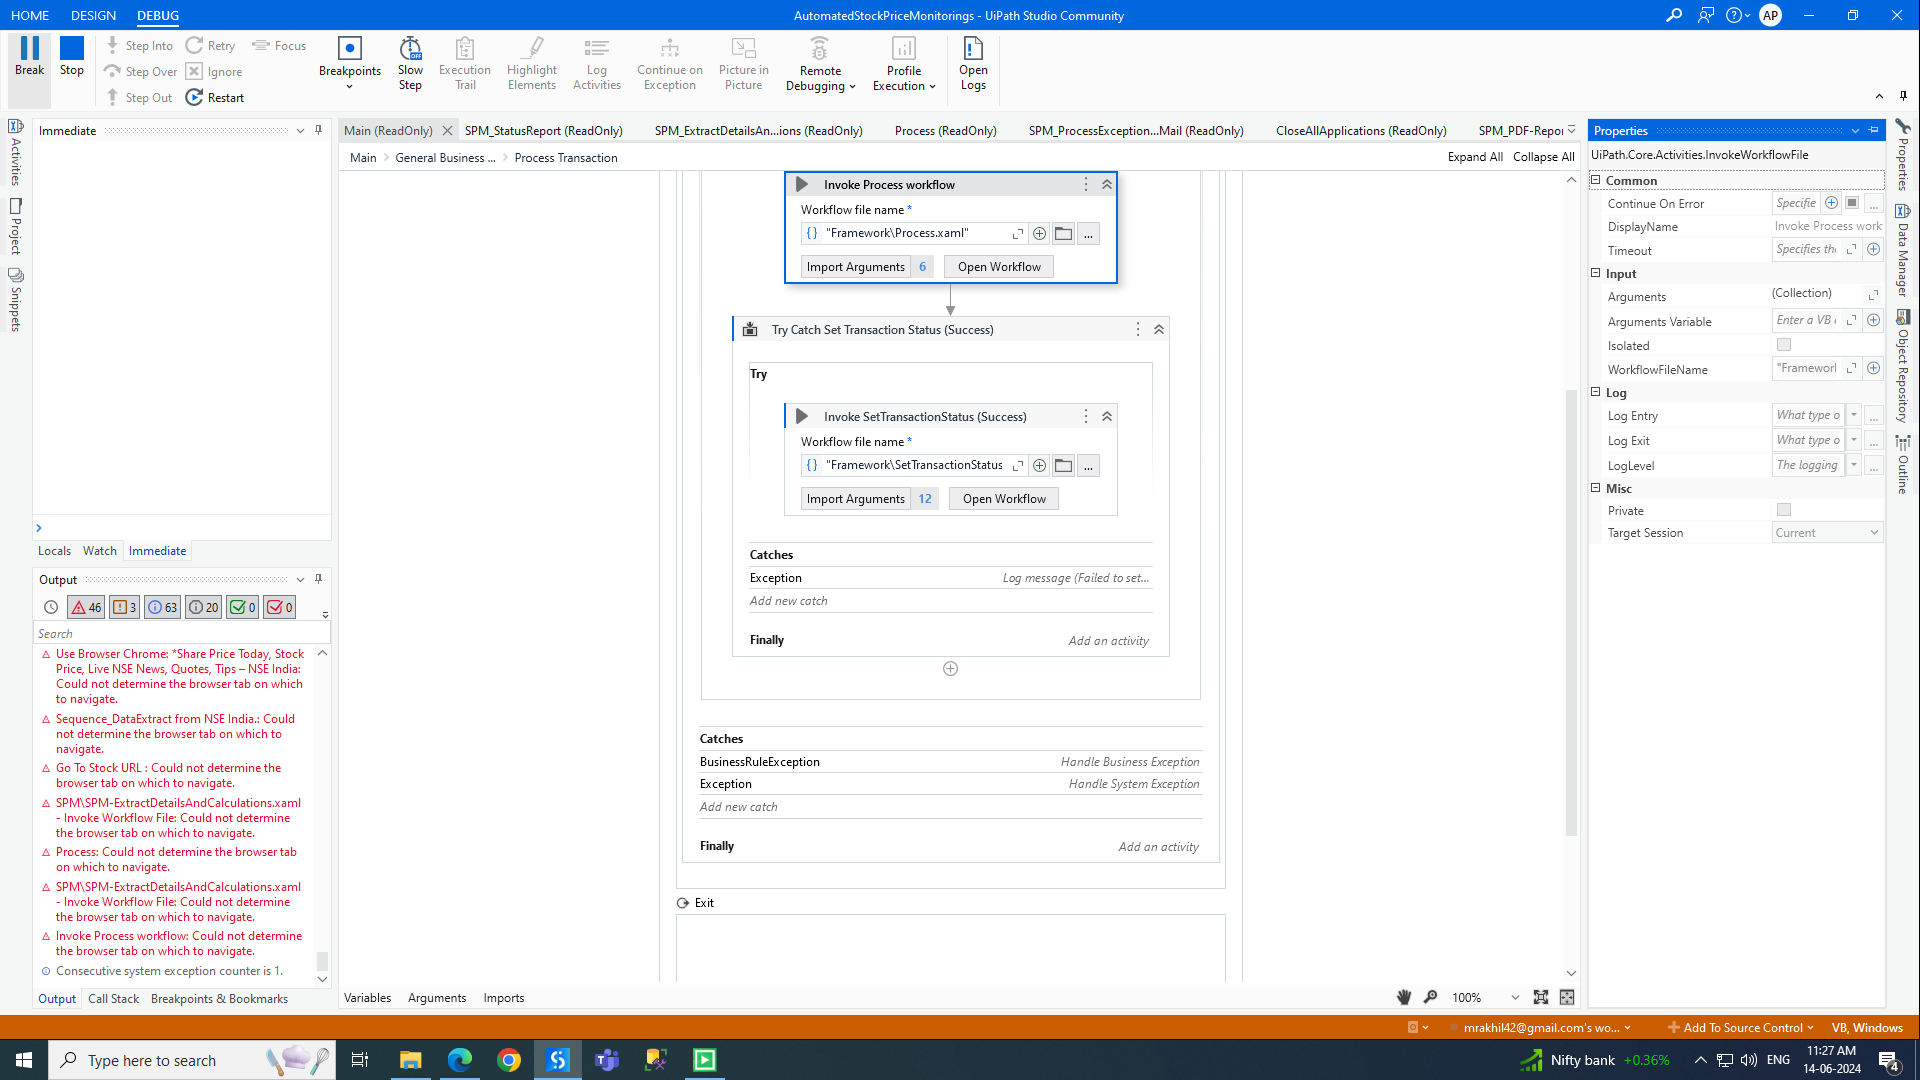 HOME DESIGN DEBUG
AutomatedStockPriceMonitorings - UiPath Studio Community
AP
Break
Stop
Step Into
Step Over
Step Out
Retry
Ignore
Restart
Focus
Breakpoints
Slow
Step
Execution
Trail
Highlight
Elements
Log
Activities
Continue on
Exception
Picture in
Picture
Remote
Debugging
Profile
Execution
Open
Logs
Activities
Project
Snippets
Immediate
Locals Watch Immediate
Output
46 3 63 20 0 0
Search
Use Browser Chrome: *Share Price Today, Stock
Price, Live NSE News, Quotes, Tips – NSE India:
Could not determine the browser tab on which
to navigate.
Sequence_DataExtract from NSE India.: Could
not determine the browser tab on which to
navigate.
Go To Stock URL : Could not determine the
browser tab on which to navigate.
SPM\SPM-ExtractDetailsAndCalculations.xaml
- Invoke Workflow File: Could not determine
the browser tab on which to navigate.
Process: Could not determine the browser tab
on which to navigate.
SPM\SPM-ExtractDetailsAndCalculations.xaml
- Invoke Workflow File: Could not determine
the browser tab on which to navigate.
Invoke Process workflow: Could not determine
the browser tab on which to navigate.
Consecutive system exception counter is 1.
Output Call Stack Breakpoints & Bookmarks
Main (ReadOnly) SPM_StatusReport (ReadOnly) SPM_ExtractDetailsAn...ions (ReadOnly) Process (ReadOnly) SPM_ProcessException...Mail (ReadOnly) CloseAllApplications (ReadOnly) SPM_PDF-Repor
Main General Business ... Process Transaction
Expand All Collapse All
Invoke Process workflow
Workflow file name *
"Framework\Process.xaml"
...
Import Arguments 6 Open Workflow
Try Catch Set Transaction Status (Success)
Try
Invoke SetTransactionStatus (Success)
Workflow file name *
"Framework\SetTransactionStatus
...
Import Arguments 12 Open Workflow
Catches
Exception Log message (Failed to set...
Add new catch
Finally Add an activity
Catches
BusinessRuleException Handle Business Exception
Exception Handle System Exception
Add new catch
Finally Add an activity
Exit
Variables Arguments Imports
100%
Properties
UiPath.Core.Activities.InvokeWorkflowFile
Common
Continue On Error Specifie ...
DisplayName Invoke Process work
Timeout Specifies the
Input
Arguments (Collection)
Arguments Variable Enter a VB e
Isolated
WorkflowFileName "Framework
Log
Log Entry What type o ...
Log Exit What type o ...
LogLevel The logging ...
Misc
Private
Target Session Current
Properties
Data Manager
Object Repository
Outline
mrakhil42@gmail.com's wo... Add To Source Control VB, Windows
Type here to search
Nifty bank +0.36%
ENG
11:27 AM
14-06-2024
4